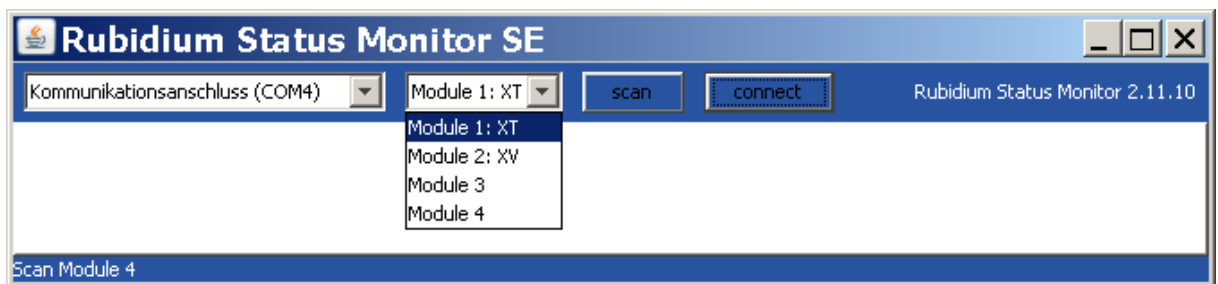 Rubidium Status Monitor SE
Kommunikationsanschluss (COM4) Module 1: XT scan connect Rubidium Status Monitor 2.11.10
Module 1: XT
Module 2: XV
Module 3
Module 4
Scan Module 4